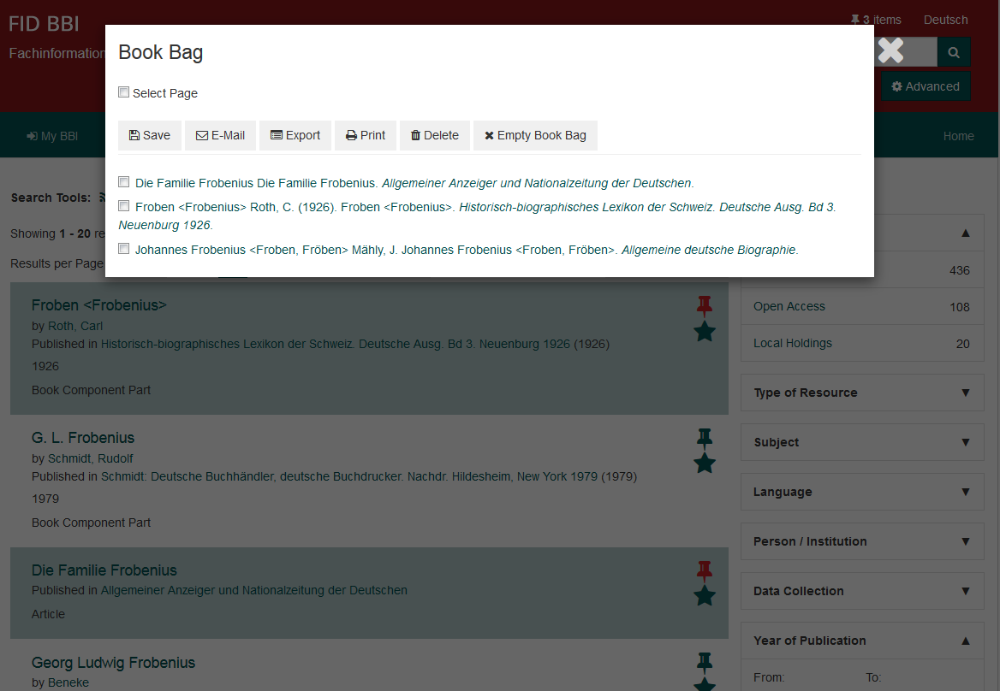 FID BBI
3 items Deutsch
Fachinformation
Advanced
My BBI
Home
Book Bag
Select Page
Save E-Mail Export Print Delete Empty Book Bag
Die Familie Frobenius Die Familie Frobenius. Allgemeiner Anzeiger und Nationalzeitung der Deutschen.
Froben <Frobenius> Roth, C. (1926). Froben <Frobenius>. Historisch-biographisches Lexikon der Schweiz. Deutsche Ausg. Bd 3.
Neuenburg 1926.
Johannes Frobenius <Froben, Fröben> Mähly, J. Johannes Frobenius <Froben, Fröben>. Allgemeine deutsche Biographie.
Search Tools:
Showing 1 - 20 re
Results per Page
Froben <Frobenius>
by Roth, Carl
Published in Historisch-biographisches Lexikon der Schweiz. Deutsche Ausg. Bd 3. Neuenburg 1926 (1926)
1926
Book Component Part
G. L. Frobenius
by Schmidt, Rudolf
Published in Schmidt: Deutsche Buchhändler, deutsche Buchdrucker. Nachdr. Hildesheim, New York 1979 (1979)
1979
Book Component Part
Die Familie Frobenius
Published in Allgemeiner Anzeiger und Nationalzeitung der Deutschen
Article
Georg Ludwig Frobenius
by Beneke
436
Open Access 108
Local Holdings 20
Type of Resource
Subject
Language
Person / Institution
Data Collection
Year of Publication
From: To: